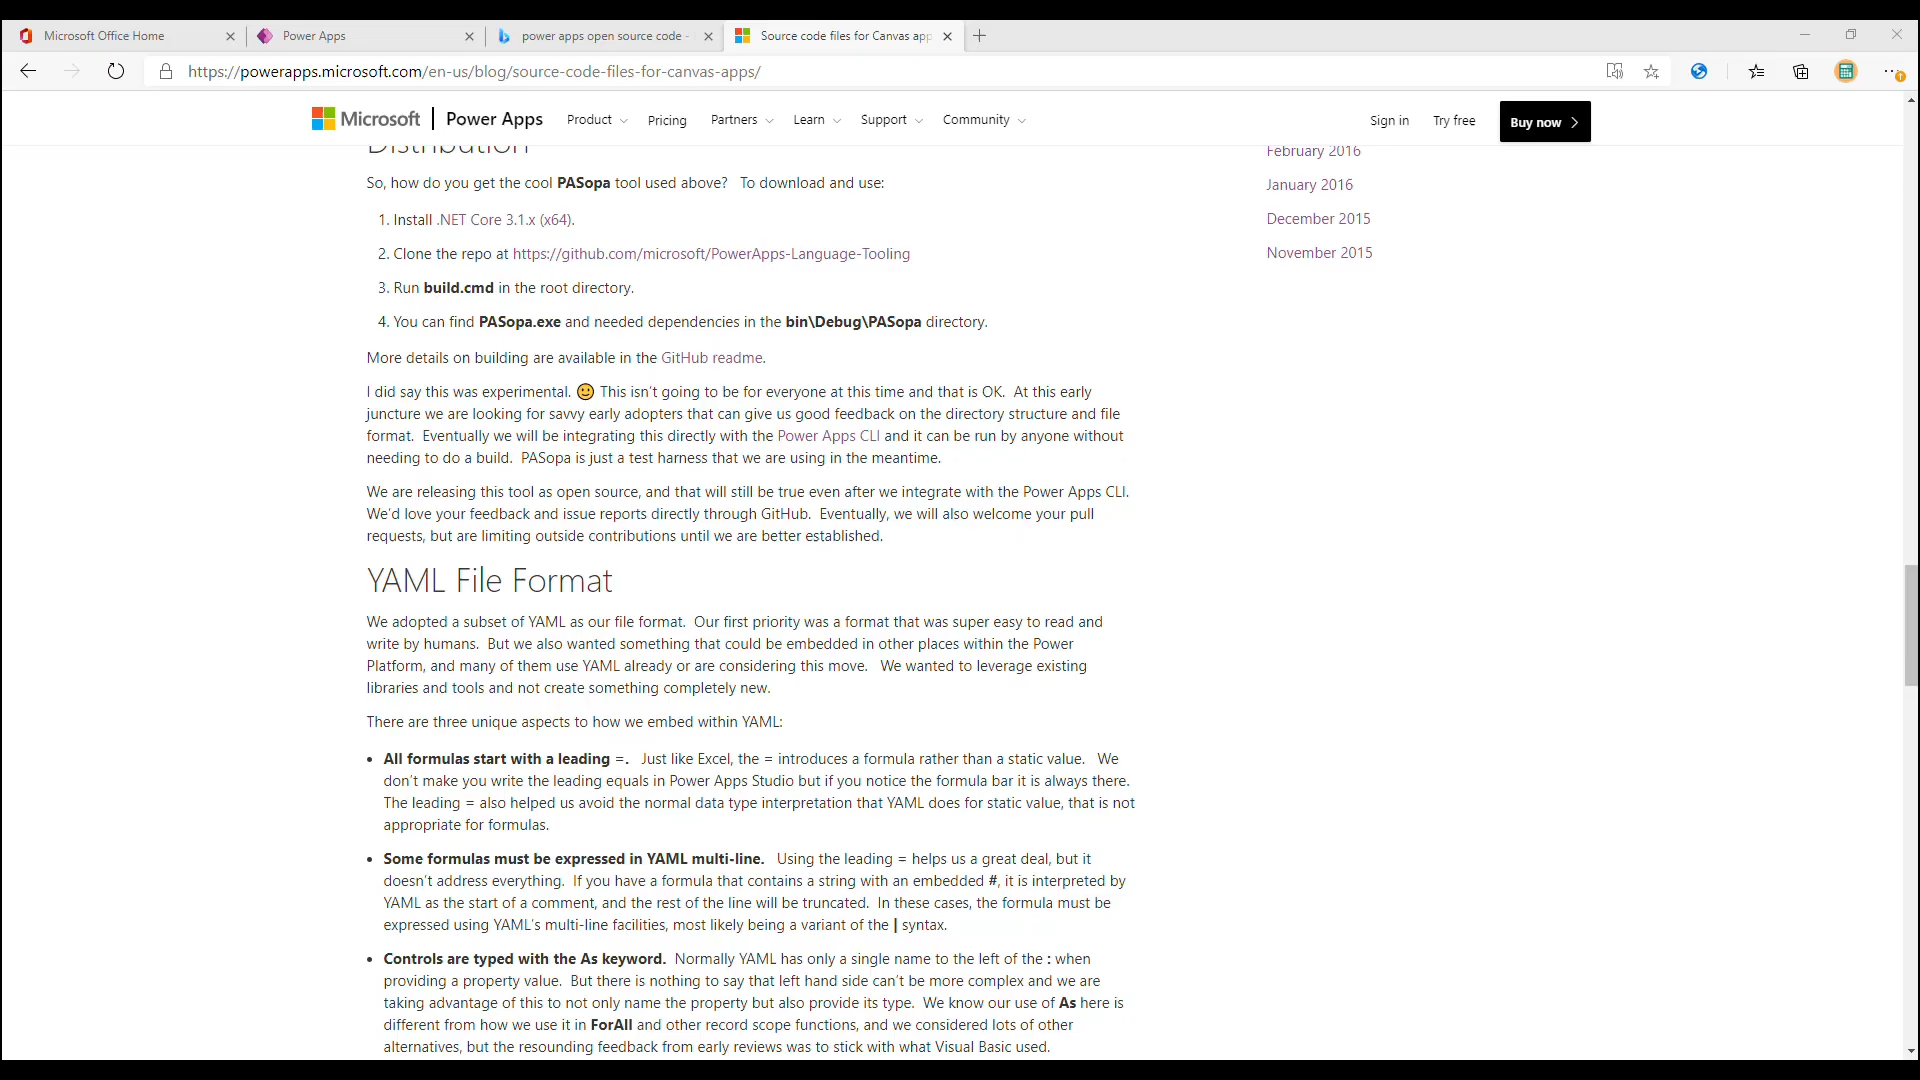 Microsoft Office Home
Power Apps
power apps open source code -
Source code files for Canvas app
https://powerapps.microsoft.com/en-us/blog/source-code-files-for-canvas-apps/
Microsoft
Power Apps
Product
Pricing
Partners
Learn
Support
Community
Sign in
Try free
Buy now
Distribution
So, how do you get the cool PASopa tool used above? To download and use:
1. Install .NET Core 3.1.x (x64).
2. Clone the repo at https://github.com/microsoft/PowerApps-Language-Tooling
3. Run build.cmd in the root directory.
4. You can find PASopa.exe and needed dependencies in the bin\Debug\PASopa directory.
More details on building are available in the GitHub readme.
I did say this was experimental. 🙂 This isn't going to be for everyone at this time and that is OK. At this early
juncture we are looking for savvy early adopters that can give us good feedback on the directory structure and file
format. Eventually we will be integrating this directly with the Power Apps CLI and it can be run by anyone without
needing to do a build. PASopa is just a test harness that we are using in the meantime.
We are releasing this tool as open source, and that will still be true even after we integrate with the Power Apps CLI.
We'd love your feedback and issue reports directly through GitHub. Eventually, we will also welcome your pull
requests, but are limiting outside contributions until we are better established.
YAML File Format
We adopted a subset of YAML as our file format. Our first priority was a format that was super easy to read and
write by humans. But we also wanted something that could be embedded in other places within the Power
Platform, and many of them use YAML already or are considering this move. We wanted to leverage existing
libraries and tools and not create something completely new.
There are three unique aspects to how we embed within YAML:
• All formulas start with a leading =. Just like Excel, the = introduces a formula rather than a static value. We
don't make you write the leading equals in Power Apps Studio but if you notice the formula bar it is always there.
The leading = also helped us avoid the normal data type interpretation that YAML does for static value, that is not
appropriate for formulas.
• Some formulas must be expressed in YAML multi-line. Using the leading = helps us a great deal, but it
doesn't address everything. If you have a formula that contains a string with an embedded #, it is interpreted by
YAML as the start of a comment, and the rest of the line will be truncated. In these cases, the formula must be
expressed using YAML's multi-line facilities, most likely being a variant of the | syntax.
• Controls are typed with the As keyword. Normally YAML has only a single name to the left of the : when
providing a property value. But there is nothing to say that left hand side can't be more complex and we are
taking advantage of this to not only name the property but also provide its type. We know our use of As here is
different from how we use it in ForAll and other record scope functions, and we considered lots of other
alternatives, but the resounding feedback from early reviews was to stick with what Visual Basic used.
February 2016
January 2016
December 2015
November 2015